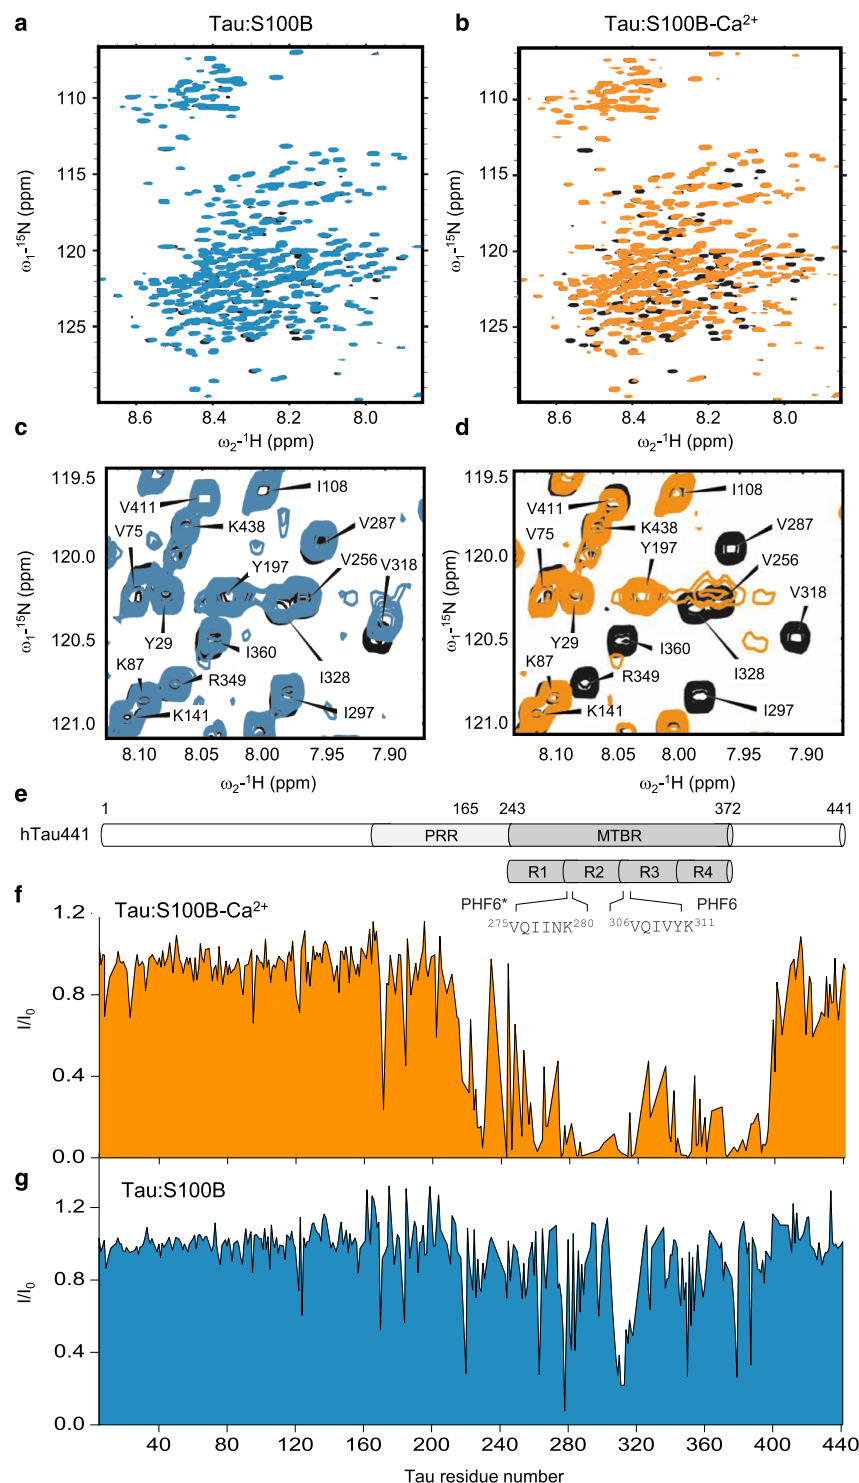 a Tau:S100B
b Tau:S100B-Ca²⁺
110
115
120
125
ω₁-¹⁵N (ppm)
8.6 8.4 8.2 8.0
ω₂-¹H (ppm)
110
115
120
125
ω₁-¹⁵N (ppm)
8.6 8.4 8.2 8.0
ω₂-¹H (ppm)
c
119.5
120.0
120.5
121.0
ω₁-¹⁵N (ppm)
V411
I108
K438
V75
V287
Y197
V256
V318
Y29
I360
K87
I328
R349
I297
K141
8.10 8.05 8.00 7.95 7.90
ω₂-¹H (ppm)
d
119.5
120.0
120.5
121.0
ω₁-¹⁵N (ppm)
V411
I108
K438
V75
V287
Y197
V256
V318
Y29
I360
K87
I328
R349
I297
K141
8.10 8.05 8.00 7.95 7.90
ω₂-¹H (ppm)
e
1 165 243 372 441
hTau441 PRR MTBR
R1 R2 R3 R4
PHF6* PHF6
²⁷⁵VQIINK²⁸⁰ ³⁰⁶VQIVYK³¹¹
f
Tau:S100B-Ca²⁺
1.2
0.8
0.4
0.0
I/I₀
g
Tau:S100B
1.2
0.8
0.4
0.0
I/I₀
40 80 120 160 200 240 280 320 360 400 440
Tau residue number